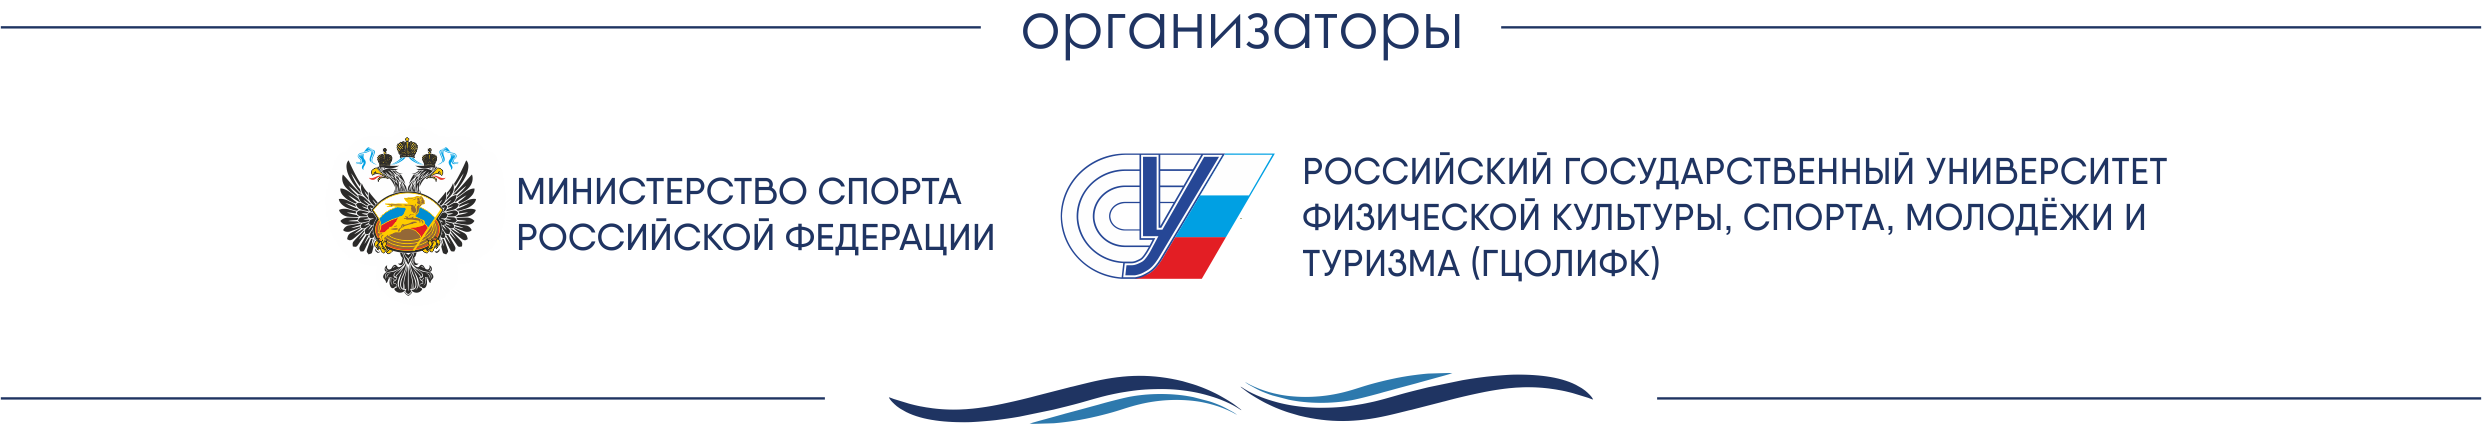 организаторы
МИНИСТЕРСТВО СПОРТА
РОССИЙСКОЙ ФЕДЕРАЦИИ
У
РОССИЙСКИЙ ГОСУДАРСТВЕННЫЙ УНИВЕРСИТЕТ
ФИЗИЧЕСКОЙ КУЛЬТУРЫ, СПОРТА, МОЛОДЁЖИ И
ТУРИЗМА (ГЦОЛИФК)